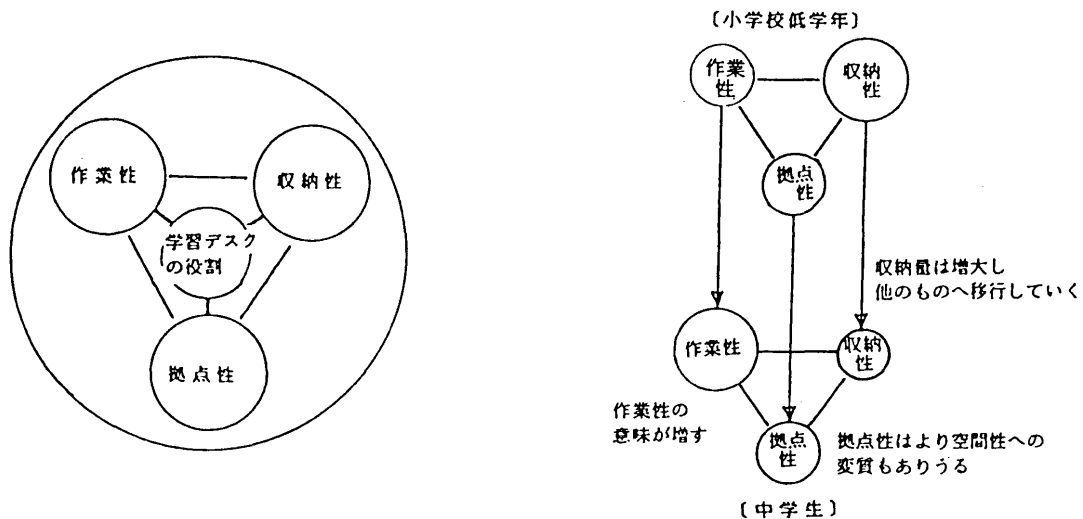 作業性
収納性
学習デスク
の役割
拠点性
〔小学校低学年〕
作業
性
収納
性
拠点
性
収納量は増大し
他のものへ移行していく
作業性
収納
性
作業性の
意味が増す
拠点
性
拠点性はより空間性への
変質もありうる
〔中学生〕